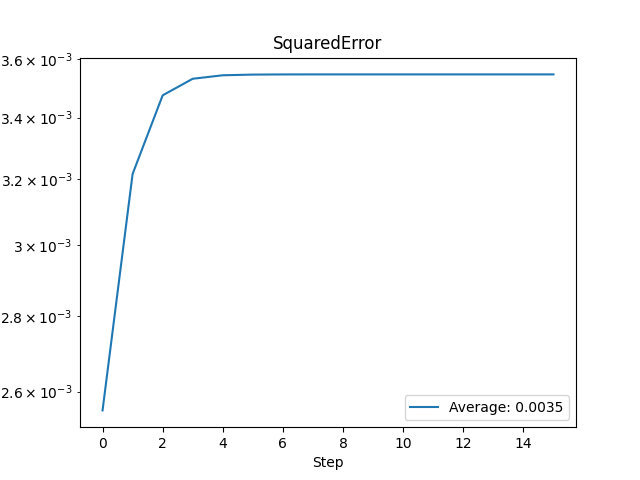 SquaredError
3.6 × 10⁻³
3.4 × 10⁻³
3.2 × 10⁻³
3 × 10⁻³
2.8 × 10⁻³
2.6 × 10⁻³
Average: 0.0035
0 2 4 6 8 10 12 14
Step